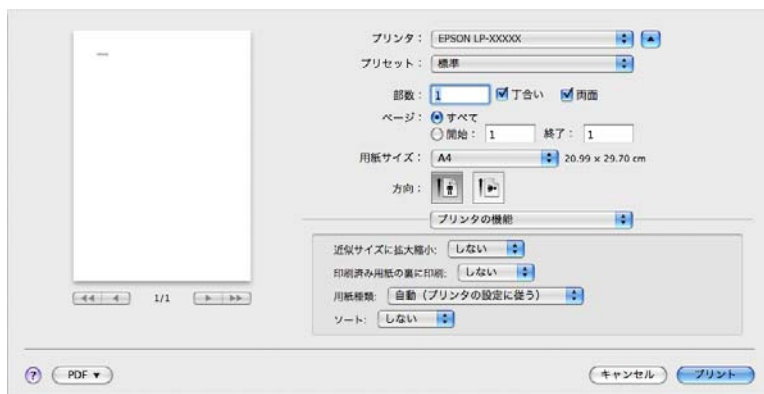 プリンタ： EPSON LP-XXXXX
プリセット： 標準
部数： 1 丁合い 両面
ページ： すべて
開始： 1 終了： 1
用紙サイズ： A4 20.99 x 29.70 cm
方向：
プリンタの機能
近似サイズに拡大縮小: しない
印刷済み用紙の裏に印刷: しない
用紙種類: 自動（プリンタの設定に従う）
ソート: しない
1/1
? PDF ▼ キャンセル プリント